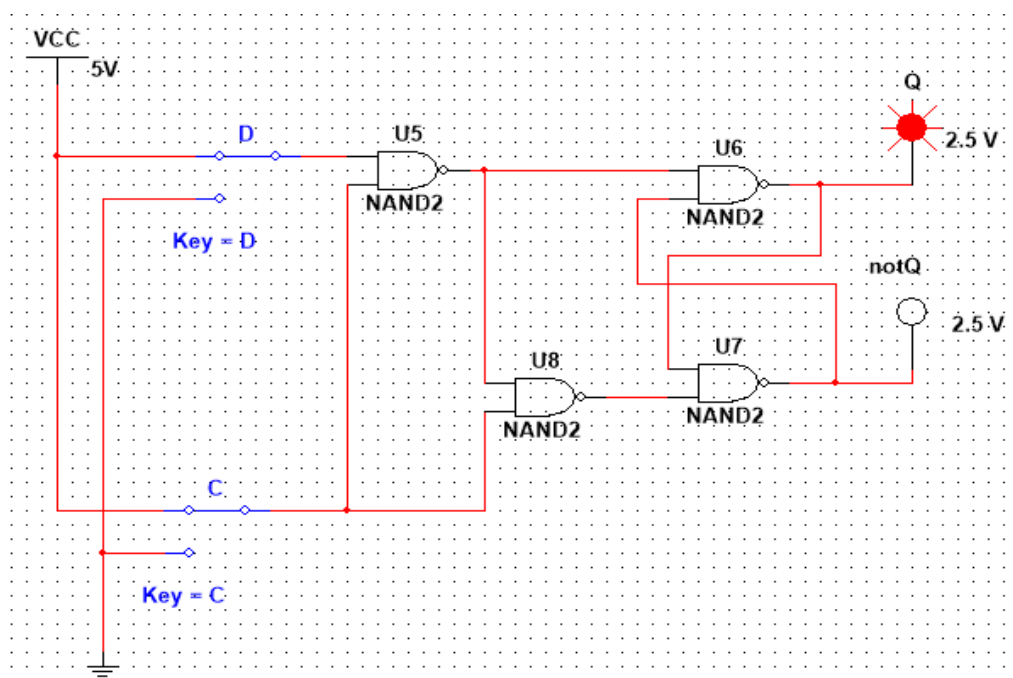 VCC
5V
Q
2.5 V
D
U5
NAND2
U6
NAND2
Key = D
notQ
2.5 V
U8
NAND2
U7
NAND2
C
Key = C